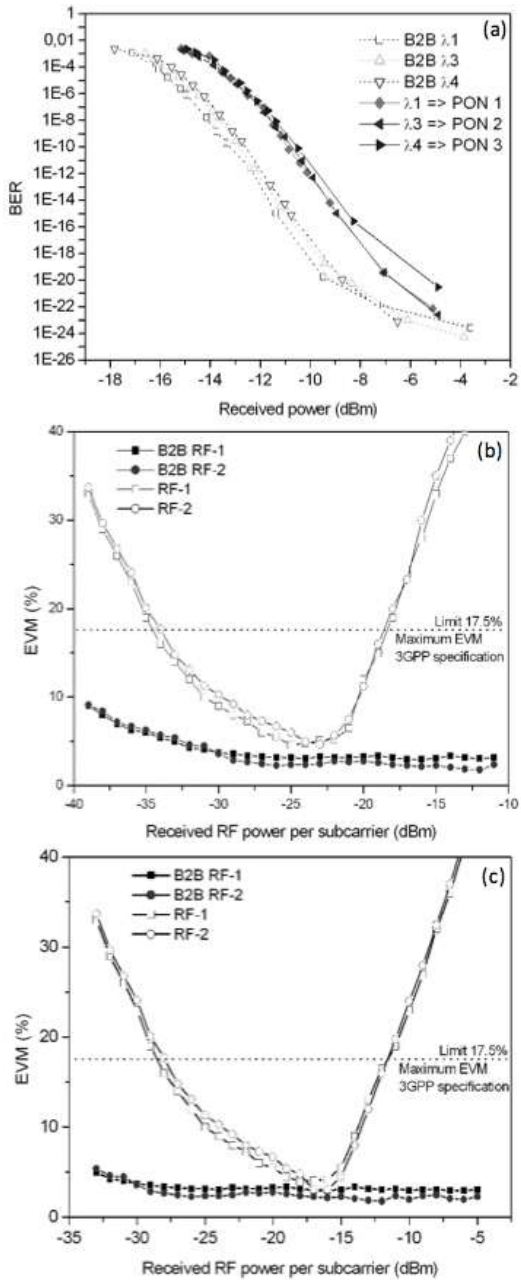 (a)
0,01
1E-4
1E-6
1E-8
1E-10
1E-12
1E-14
1E-16
1E-18
1E-20
1E-22
1E-24
1E-26
BER
B2B λ1
B2B λ3
B2B λ4
λ1 => PON 1
λ3 => PON 2
λ4 => PON 3
-18 -16 -14 -12 -10 -8 -6 -4 -2
Received power (dBm)
(b)
40
30
20
10
0
EVM (%)
B2B RF-1
B2B RF-2
RF-1
RF-2
Limit 17.5%
Maximum EVM
3GPP specification
-40 -35 -30 -25 -20 -15 -10
Received RF power per subcarrier (dBm)
(c)
40
30
20
10
0
EVM (%)
B2B RF-1
B2B RF-2
RF-1
RF-2
Limit 17.5%
Maximum EVM
3GPP specification
-35 -30 -25 -20 -15 -10 -5
Received RF power per subcarrier (dBm)